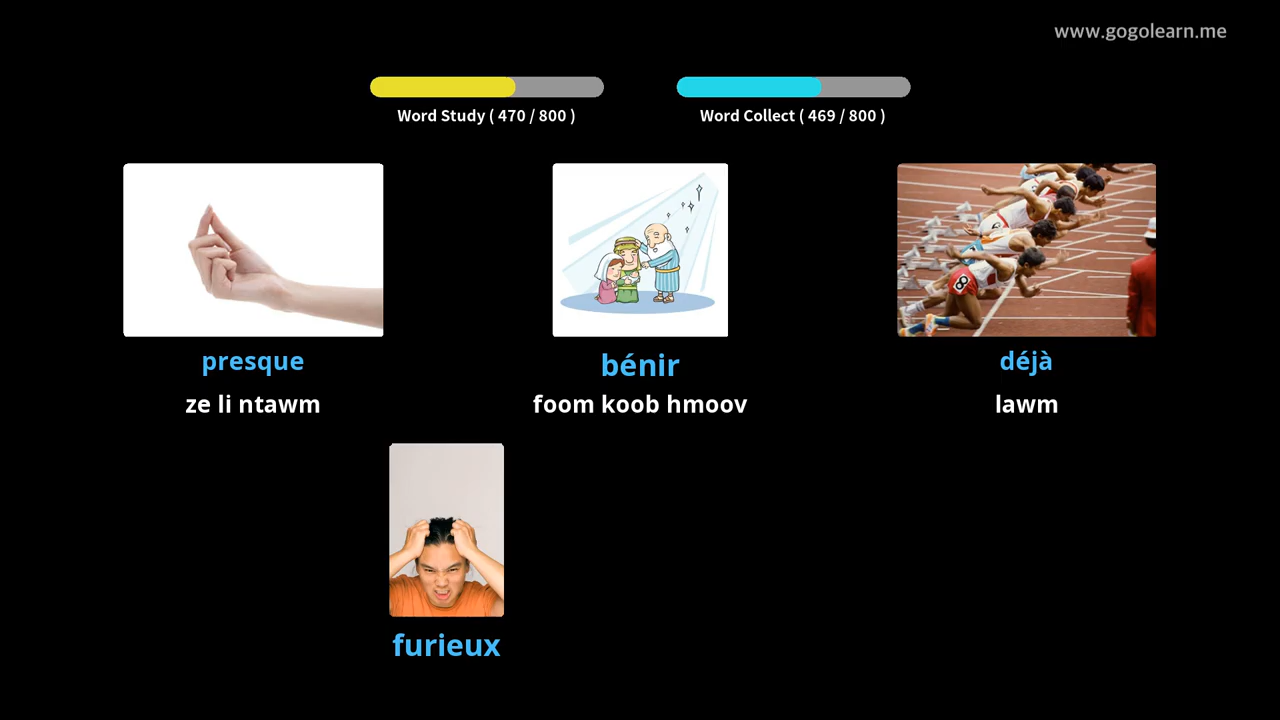 www.gogolearn.me
Word Study ( 470 / 800 )
Word Collect ( 469 / 800 )
presque
bénir
déjà
ze li ntawm
foom koob hmoov
lawm
furieux